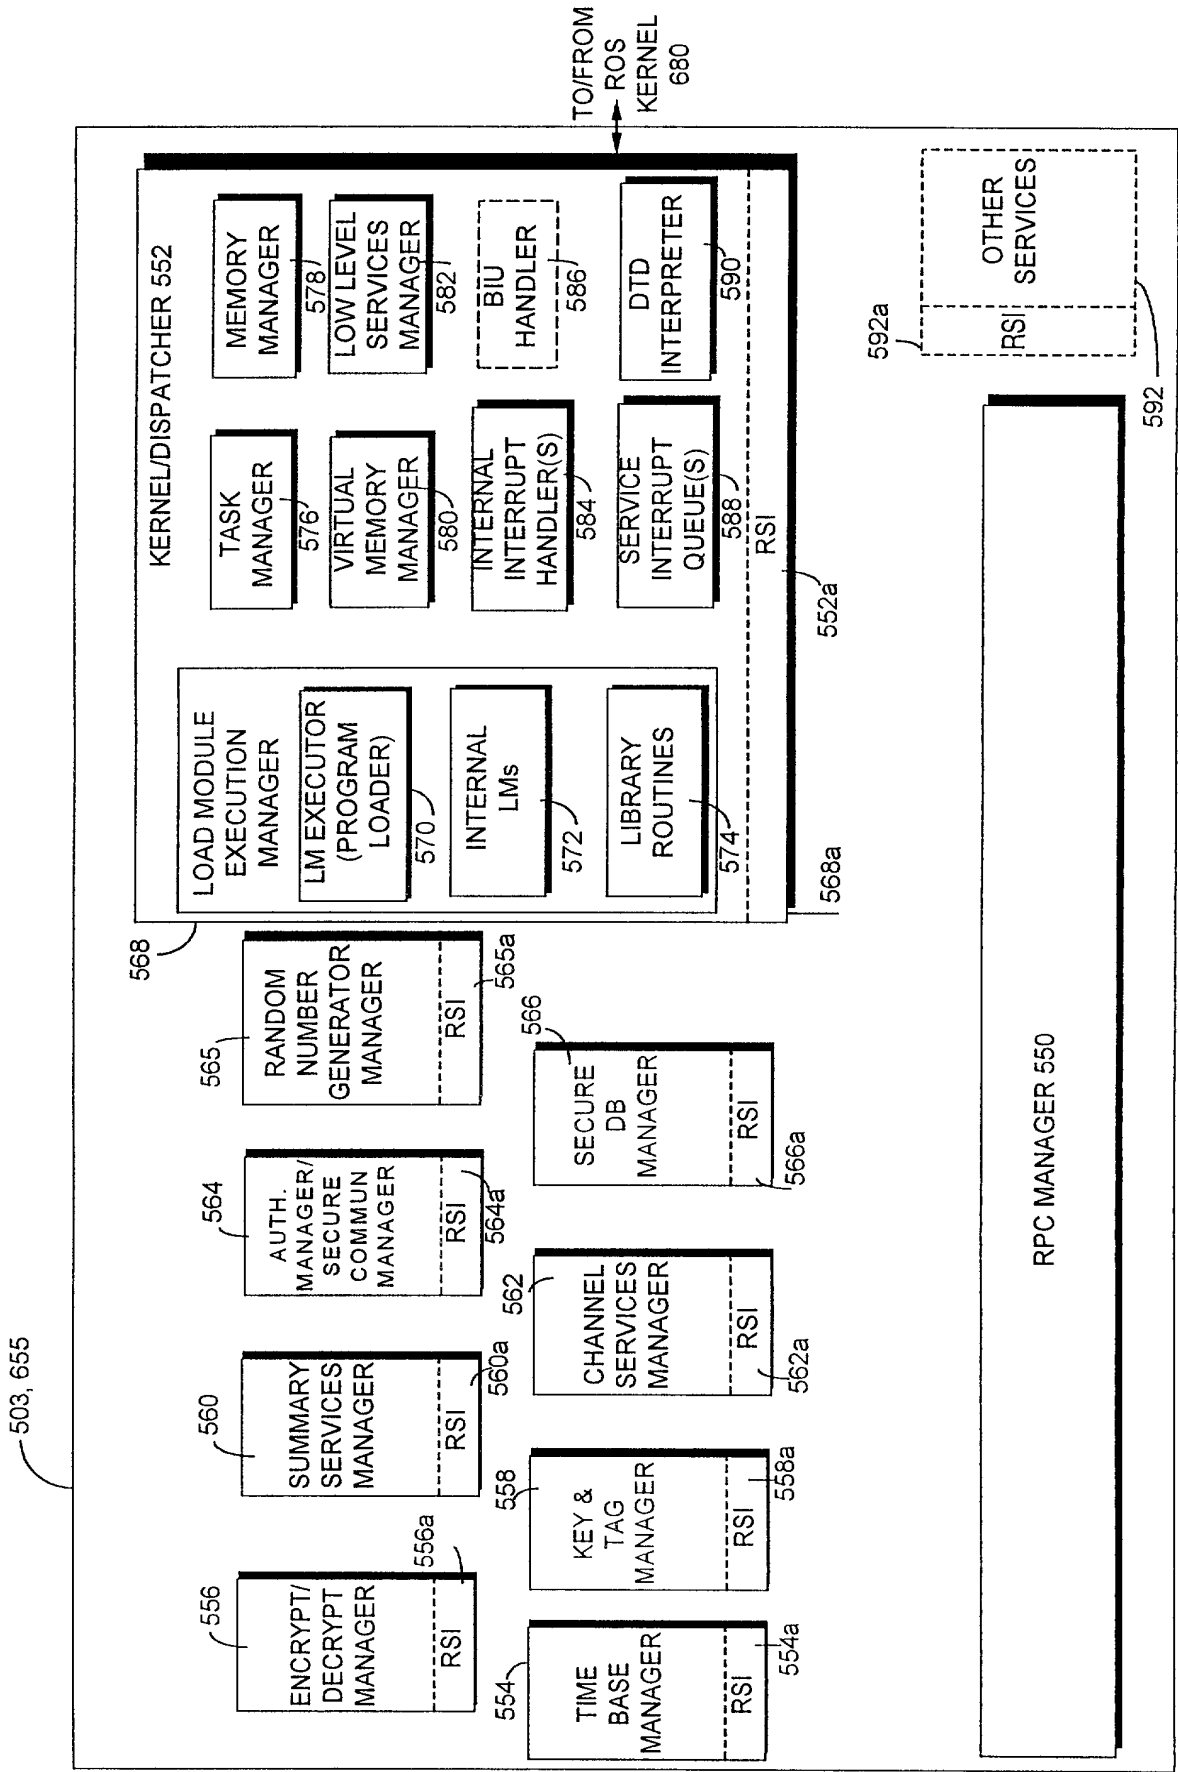 503, 655
556
ENCRYPT/
DECRYPT
MANAGER
RSI
556a
560
SUMMARY
SERVICES
MANAGER
RSI
560a
564
AUTH.
MANAGER/
SECURE
COMMUN
MANAGER
RSI
564a
565
RANDOM
NUMBER
GENERATOR
MANAGER
RSI
565a
554
TIME
BASE
MANAGER
RSI
554a
558
KEY &
TAG
MANAGER
RSI
558a
562
CHANNEL
SERVICES
MANAGER
RSI
562a
566
SECURE
DB
MANAGER
RSI
566a
568
KERNEL/DISPATCHER 552
LOAD MODULE
EXECUTION
MANAGER
LM EXECUTOR
(PROGRAM
LOADER)
570
INTERNAL
LMs
572
LIBRARY
ROUTINES
574
568a
TASK
MANAGER
576
MEMORY
MANAGER
578
VIRTUAL
MEMORY
MANAGER
580
LOW LEVEL
SERVICES
MANAGER
582
INTERNAL
INTERRUPT
HANDLER(S)
584
BIU
HANDLER
586
SERVICE
INTERRUPT
QUEUE(S)
588
DTD
INTERPRETER
590
RSI
552a
TO/FROM
ROS
KERNEL
680
RPC MANAGER 550
592a
RSI
OTHER
SERVICES
592